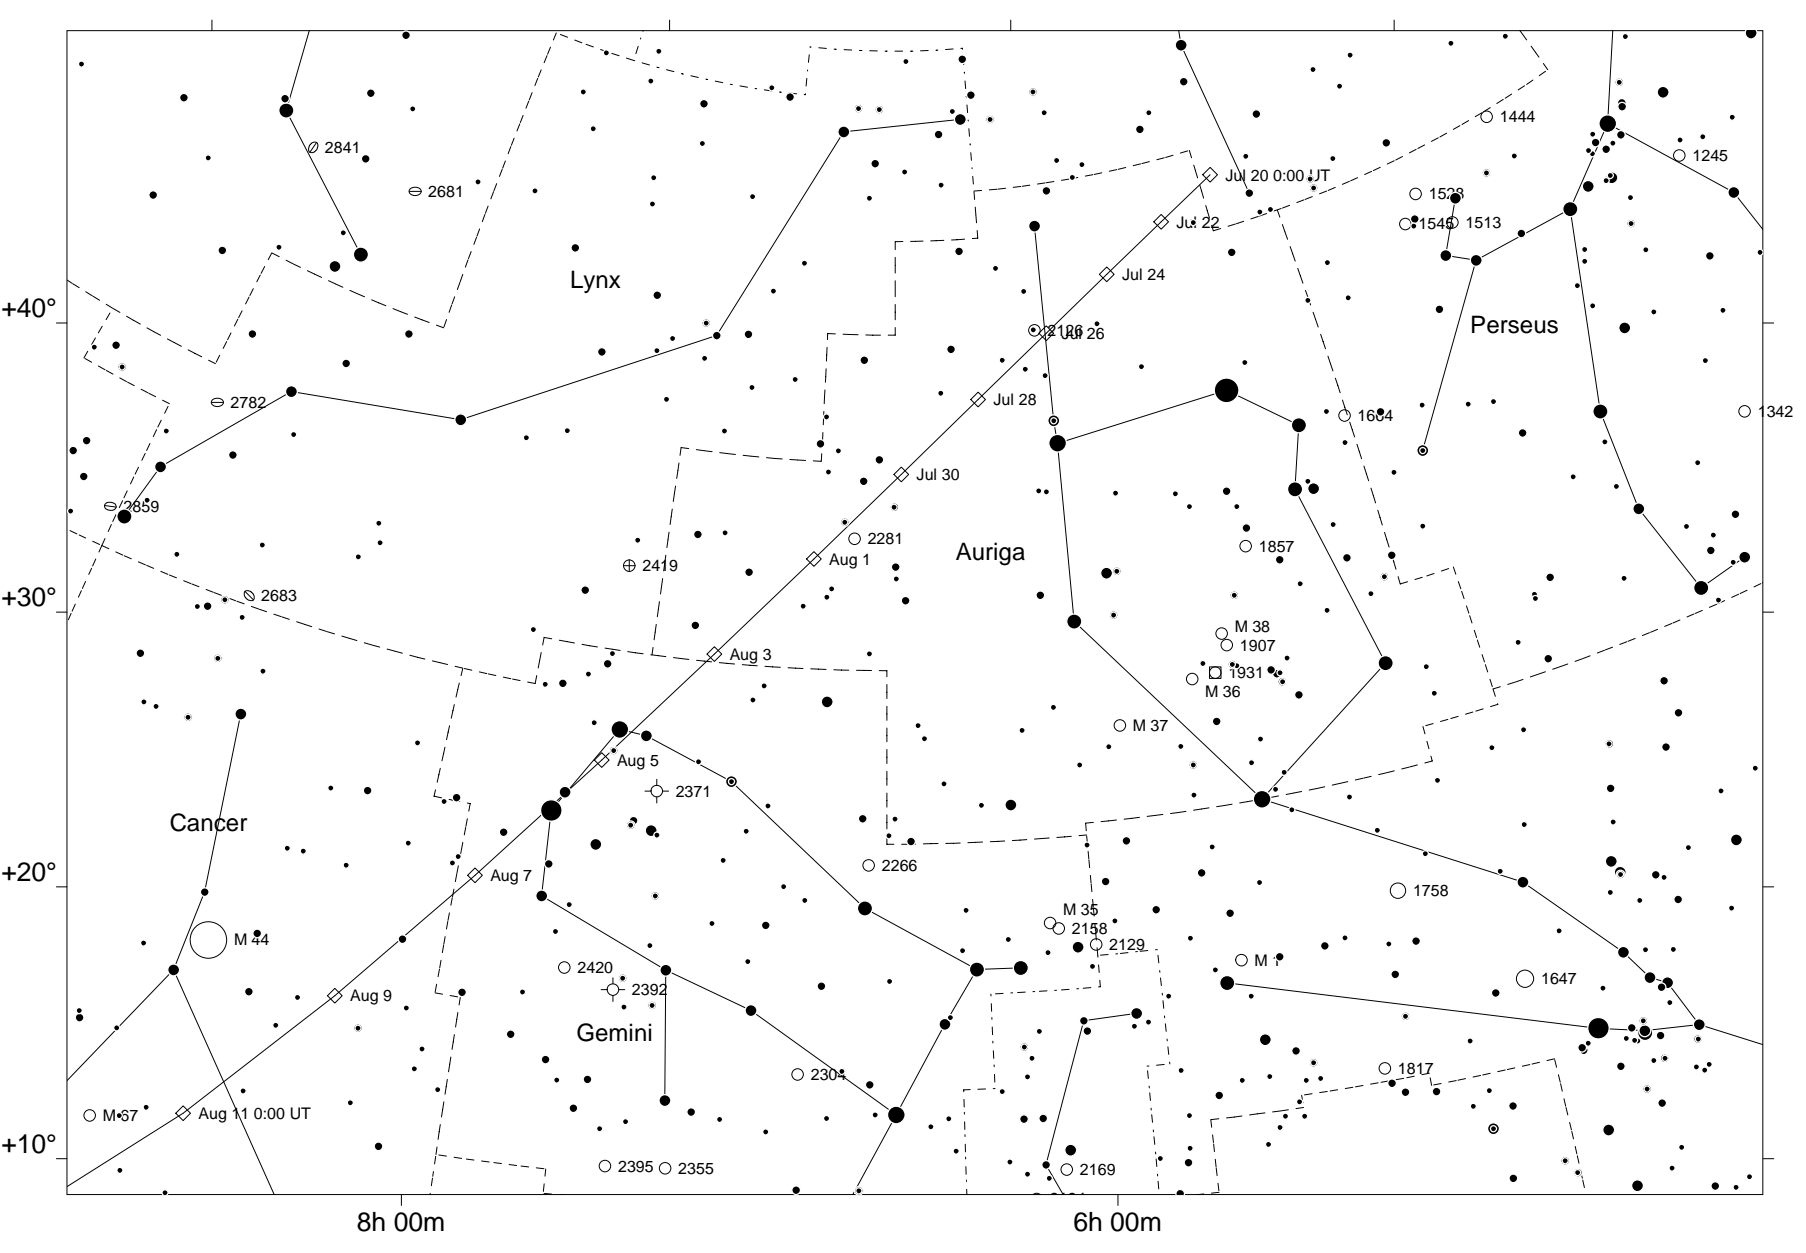 1444
2841
1245
Jul 20 0:00 UT
2681
1528
Jul 22
1545
1513
Jul 24
Lynx
+40°
Perseus
2126
Jul 26
Jul 28
2782
1664
1342
Jul 30
2859
2281
Auriga
1857
Aug 1
2419
+30°
2683
M 38
1907
Aug 3
1931
M 36
M 37
Aug 5
2371
Cancer
2266
Aug 7
+20°
1758
M 35
2158
M 44
2129
M 1
2420
1647
2392
Aug 9
Gemini
2304
1817
M 67
Aug 11 0:00 UT
+10°
2395
2355
2169
8h 00m
6h 00m